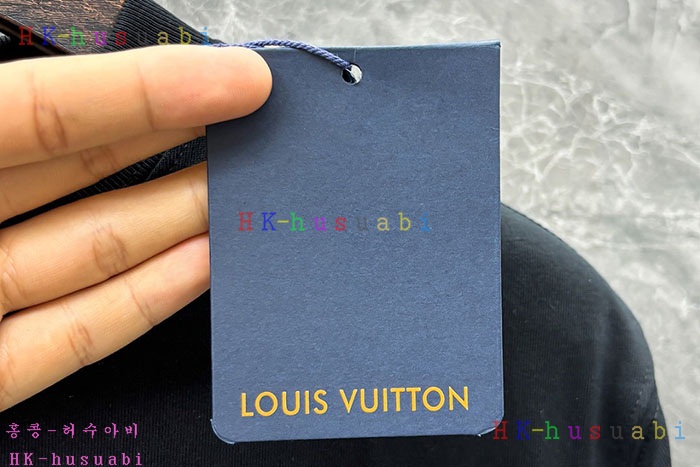 HK-husuabi
HK-husuabi
LOUIS VUITTON
홍콩-허수아비
HK-husuabi
HK-husuabi